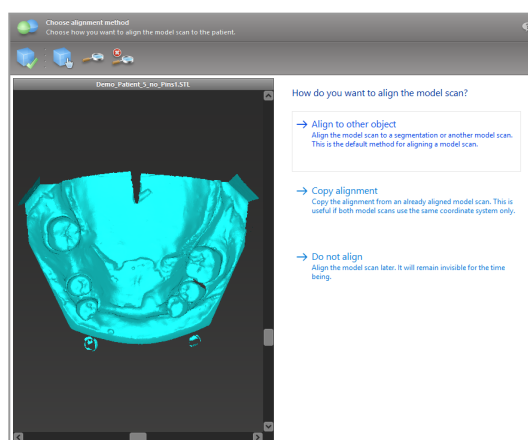 Choose alignment method
Choose how you want to align the model scan to the patient.
Demo_Patient_5_no_Pins1.STL
How do you want to align the model scan?
Align to other object
Align the model scan to a segmentation or another model scan.
This is the default method for aligning a model scan.
Copy alignment
Copy the alignment from an already aligned model scan. This is
useful if both model scans use the same coordinate system only.
Do not align
Align the model scan later. It will remain invisible for the time
being.